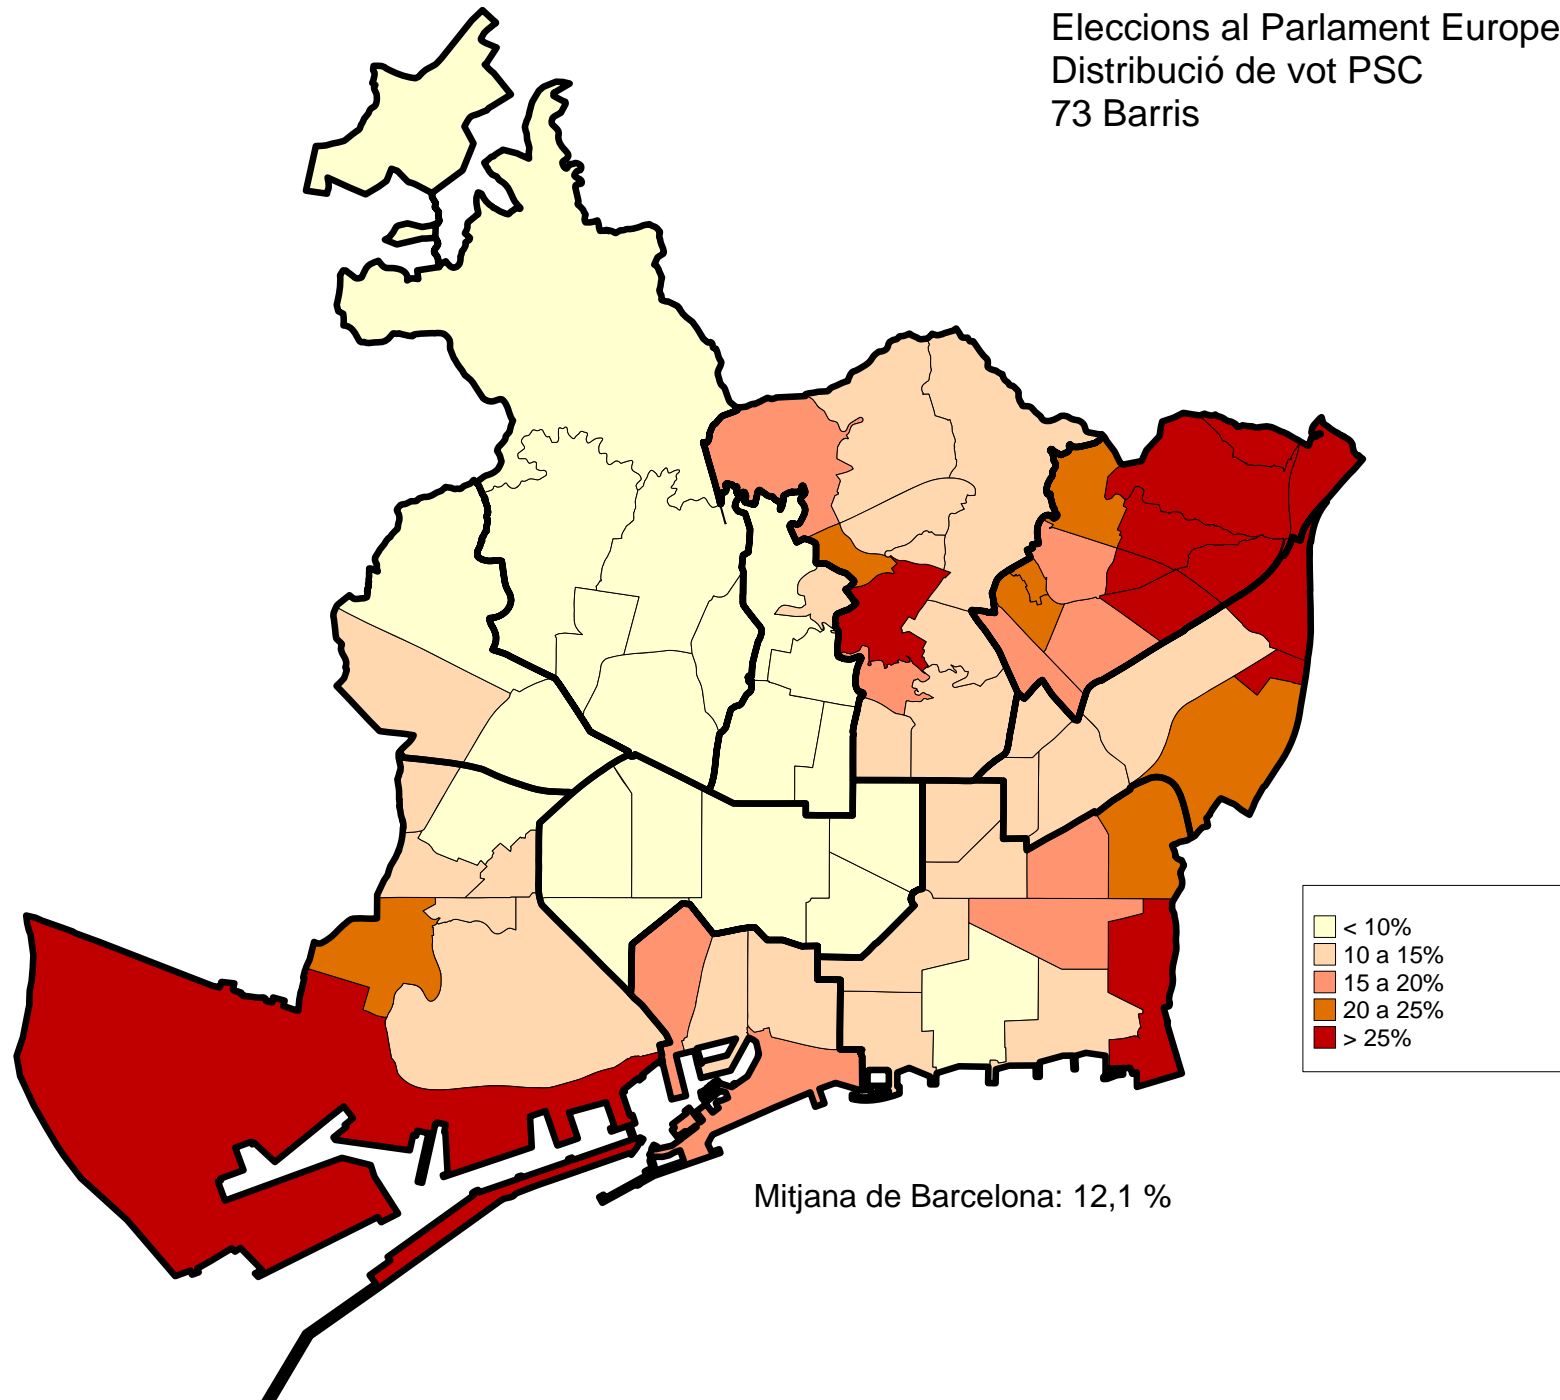 Eleccions al Parlament Europe
Distribució de vot PSC
73 Barris
< 10%
10 a 15%
15 a 20%
20 a 25%
> 25%
Mitjana de Barcelona: 12,1 %